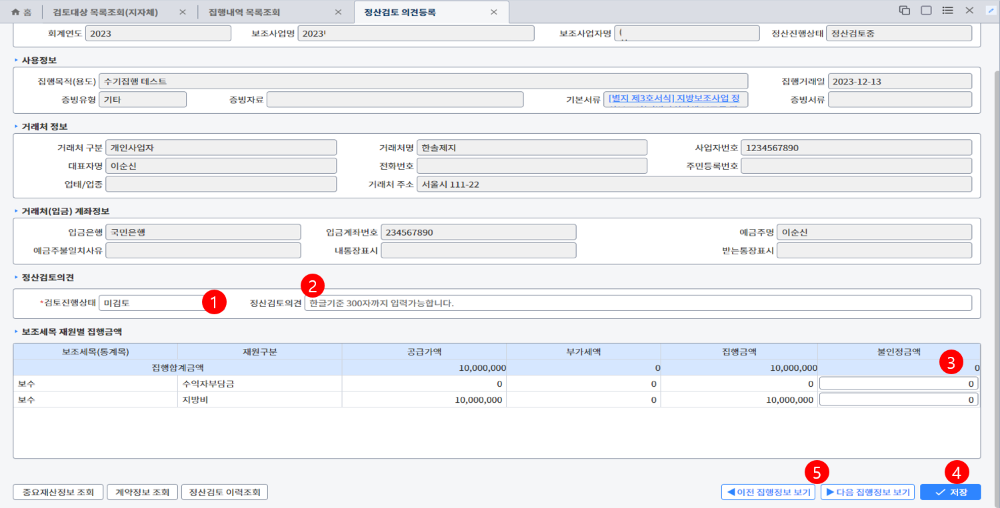 홈 검토대상 목록조회(지자체) 집행내역 목록조회 정산검토 의견등록
회계연도 2023 보조사업명 2023 보조사업자명 ( 정산진행상태 정산검토중
사용정보
집행목적(용도) 수기집행 테스트 집행거래일 2023-12-13
증빙유형 기타 증빙자료 기본서류 [별지 제3호서식] 지방보조사업 정 증빙서류
거래처 정보
거래처 구분 개인사업자 거래처명 한솔제지 사업자번호 1234567890
대표자명 이순신 전화번호 주민등록번호
업태/업종 거래처 주소 서울시 111-22
거래처(입금) 계좌정보
입금은행 국민은행 입금계좌번호 234567890 예금주명 이순신
예금주불일치사유 내통장표시 받는통장표시
정산검토의견
*검토진행상태 미검토 1 정산검토의견 2 한글기준 300자까지 입력가능합니다.
보조세목 재원별 집행금액
보조세목(통계목) 재원구분 공급가액 부가세액 집행금액 불인정금액
집행합계금액 10,000,000 0 10,000,000 3 0
보수 수익자부담금 0 0 0 0
보수 지방비 10,000,000 0 10,000,000 0
5 4
중요재산정보 조회 계약정보 조회 정산검토 이력조회 ◀이전 집행정보 보기 ▶다음 집행정보 보기 저장